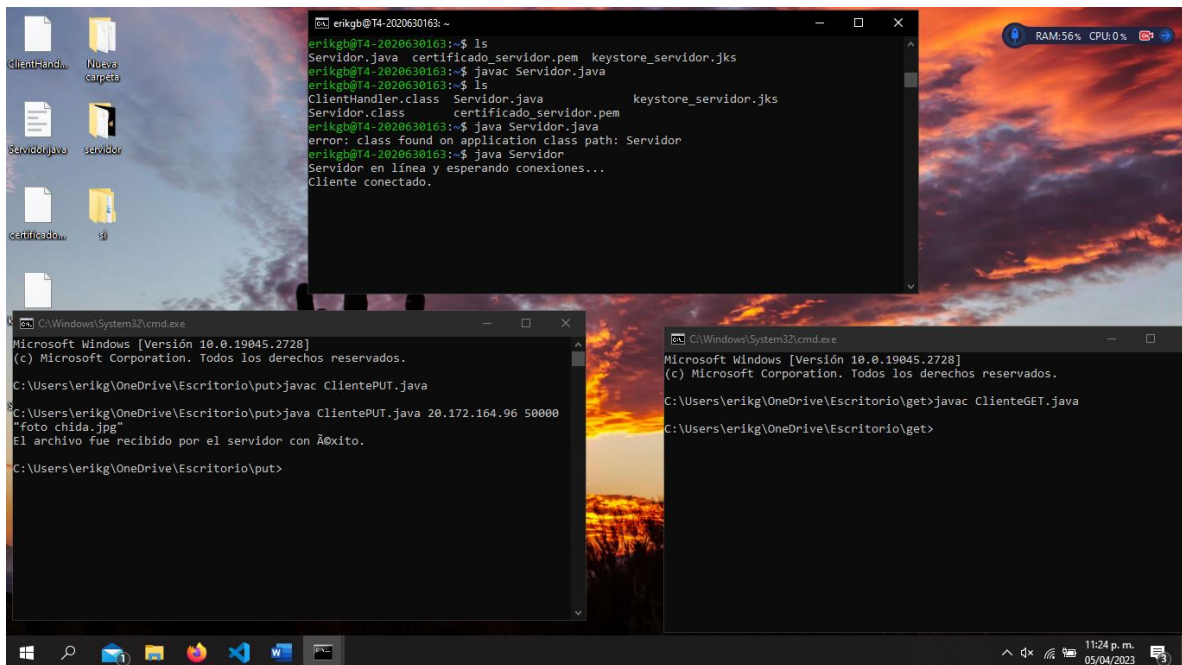 erikgb@T4-2020630163: ~
erikgb@T4-2020630163:~$ ls
Servidor.java  certificado_servidor.pem  keystore_servidor.jks
erikgb@T4-2020630163:~$ javac Servidor.java
erikgb@T4-2020630163:~$ ls
ClientHandler.class  Servidor.java             keystore_servidor.jks
Servidor.class       certificado_servidor.pem
erikgb@T4-2020630163:~$ java Servidor.java
error: class found on application class path: Servidor
erikgb@T4-2020630163:~$ java Servidor
Servidor en línea y esperando conexiones...
Cliente conectado.
RAM:56% CPU:0%
ClientHand...
Nueva carpeta
Servidor.java
servidor
certificado...
si
C:\Windows\System32\cmd.exe
Microsoft Windows [Versión 10.0.19045.2728]
(c) Microsoft Corporation. Todos los derechos reservados.
C:\Users\erikg\OneDrive\Escritorio\put>javac ClientePUT.java
C:\Users\erikg\OneDrive\Escritorio\put>java ClientePUT.java 20.172.164.96 50000
"foto chida.jpg"
El archivo fue recibido por el servidor con Ã©xito.
C:\Users\erikg\OneDrive\Escritorio\put>
C:\Windows\System32\cmd.exe
Microsoft Windows [Versión 10.0.19045.2728]
(c) Microsoft Corporation. Todos los derechos reservados.
C:\Users\erikg\OneDrive\Escritorio\get>javac ClienteGET.java
C:\Users\erikg\OneDrive\Escritorio\get>
11:24 p. m.
05/04/2023